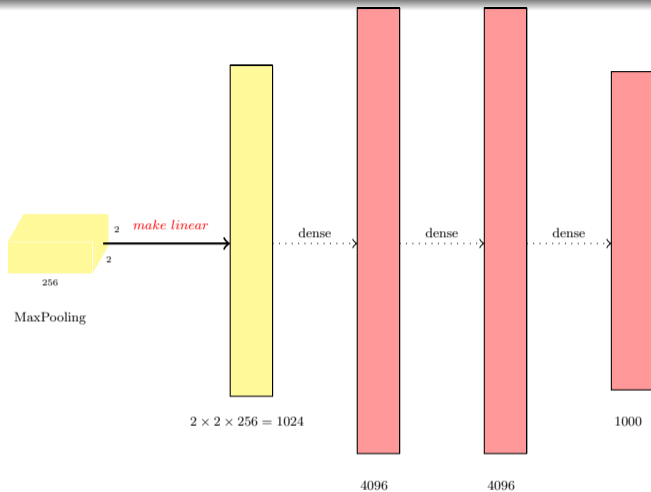 2
make linear
2
256
MaxPooling
dense
dense
dense
2 × 2 × 256 = 1024
4096
4096
1000